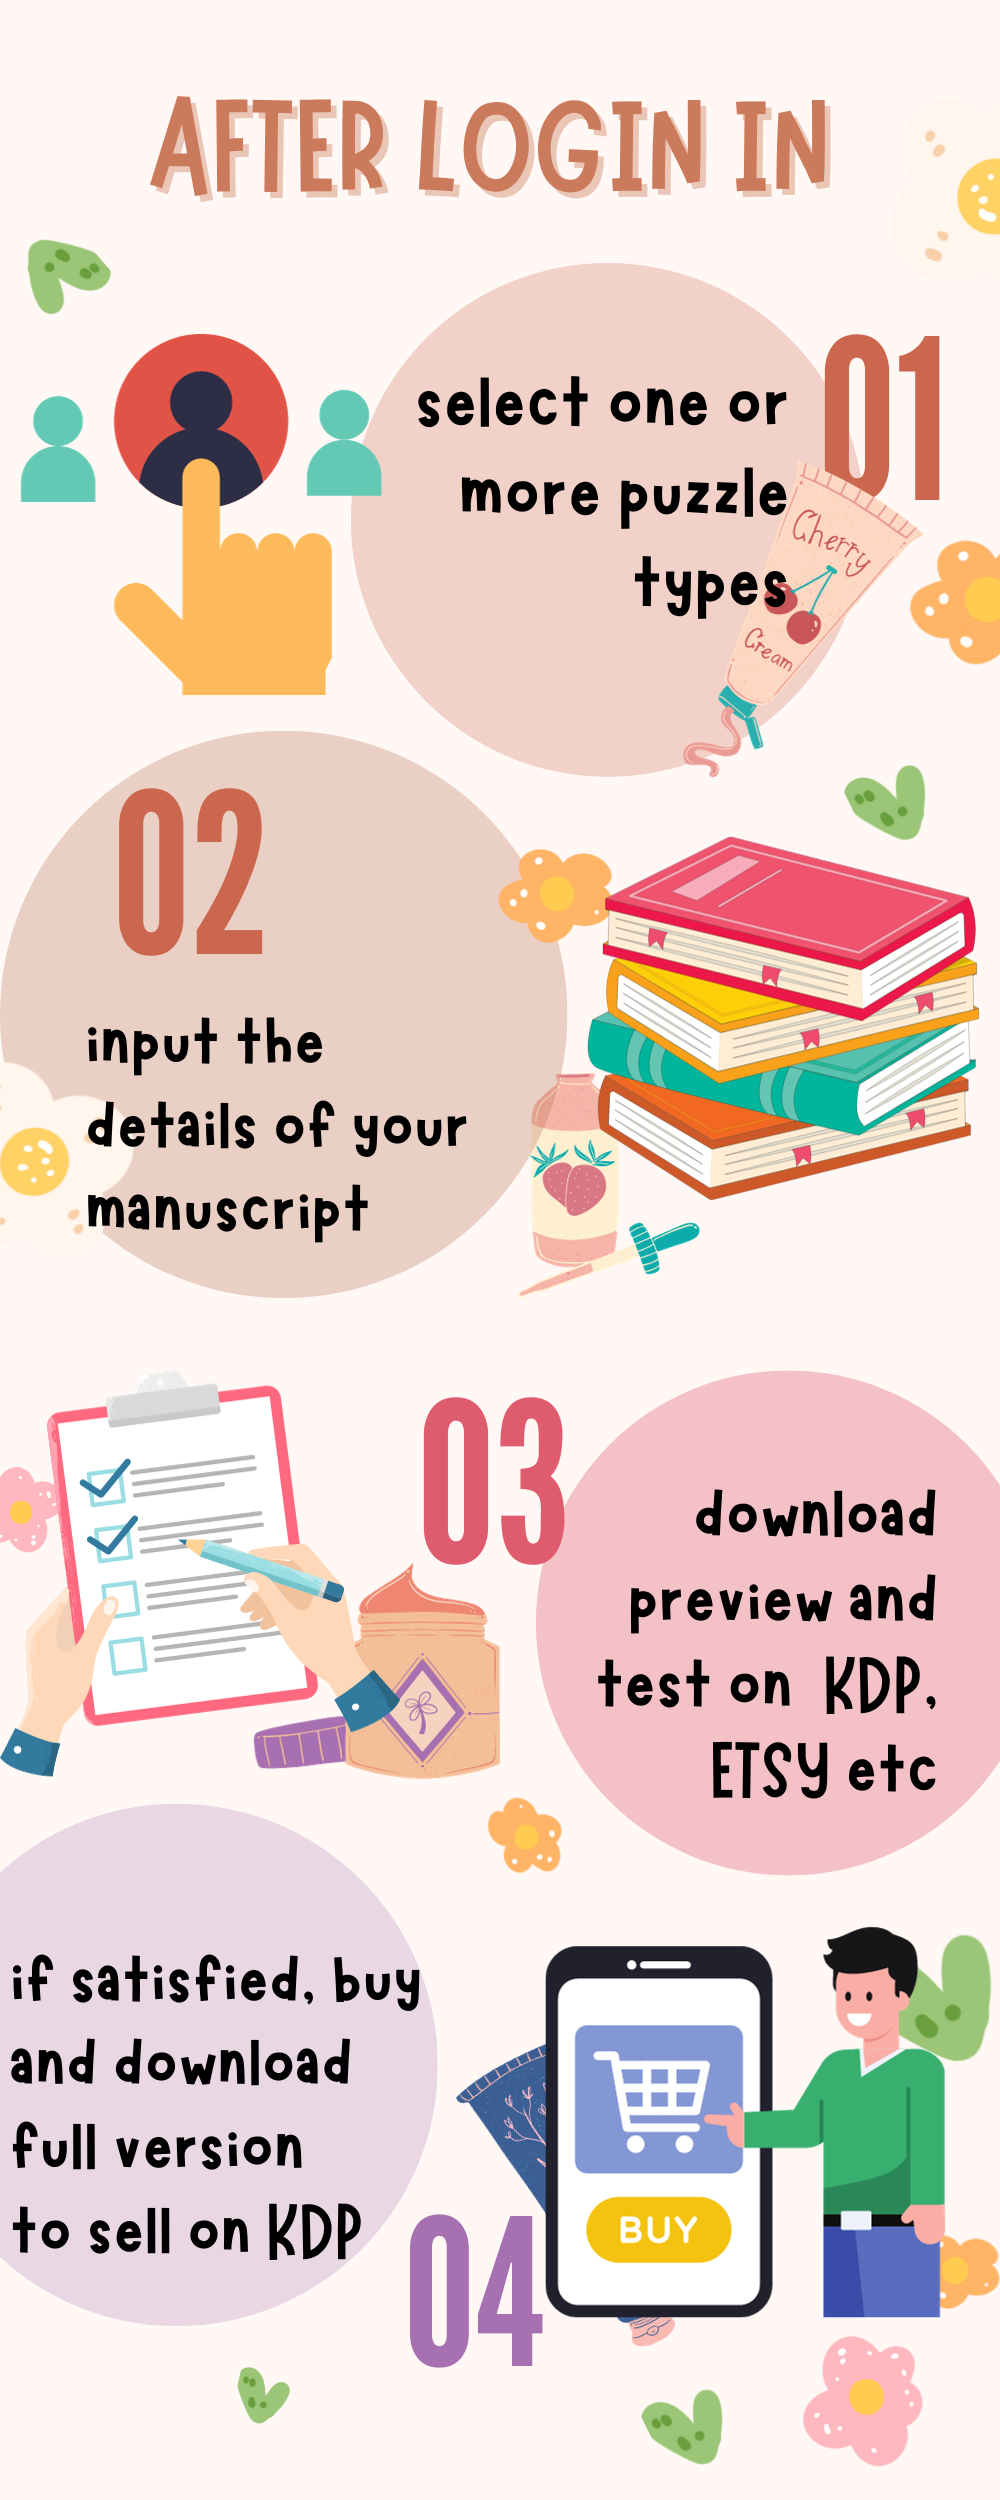 AFTER LOGIN IN
01
select one or
more puzzle
types
Cherry
Cream
02
input the
details of your
manuscript
03
download
preview and
test on KDP,
ETSY etc
if satisfied, buy
and download
full version
to sell on KDP
04
BUY